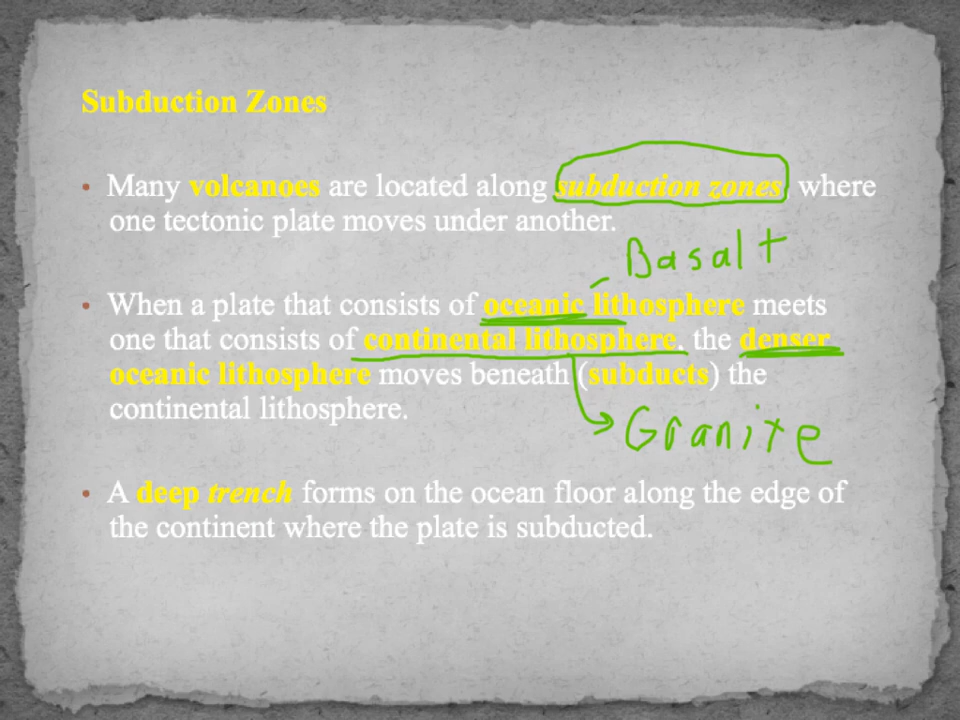 Subduction Zones
• Many volcanoes are located along subduction zones, where
one tectonic plate moves under another.
Basalt
• When a plate that consists of oceanic lithosphere meets
one that consists of continental lithosphere, the denser
oceanic lithosphere moves beneath (subducts) the
continental lithosphere.
Granite
• A deep trench forms on the ocean floor along the edge of
the continent where the plate is subducted.